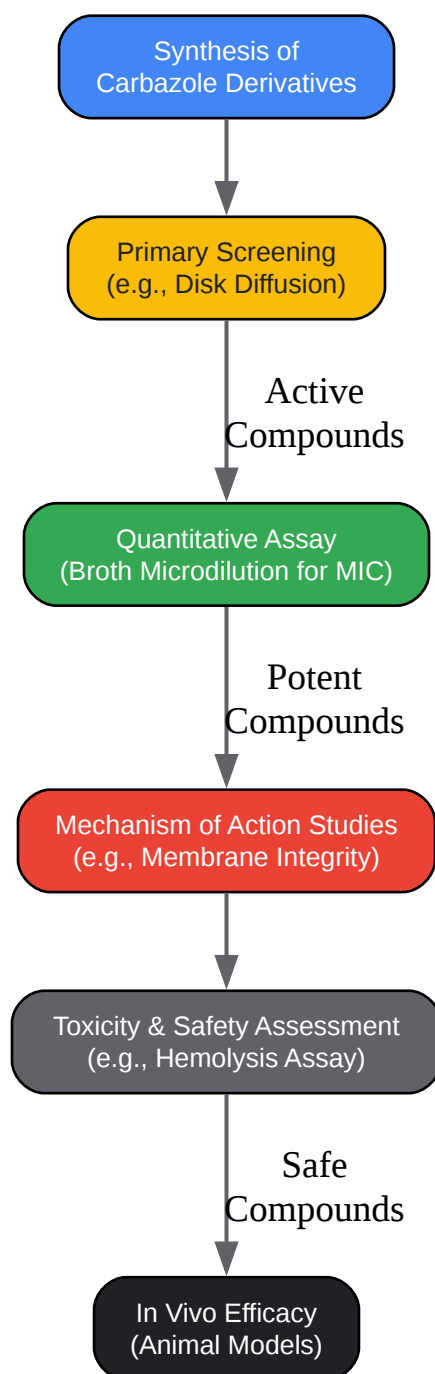 Synthesis of
Carbazole Derivatives
Primary Screening
(e.g., Disk Diffusion)
Active
Compounds
Quantitative Assay
(Broth Microdilution for MIC)
Potent
Compounds
Mechanism of Action Studies
(e.g., Membrane Integrity)
Toxicity & Safety Assessment
(e.g., Hemolysis Assay)
Safe
Compounds
In Vivo Efficacy
(Animal Models)